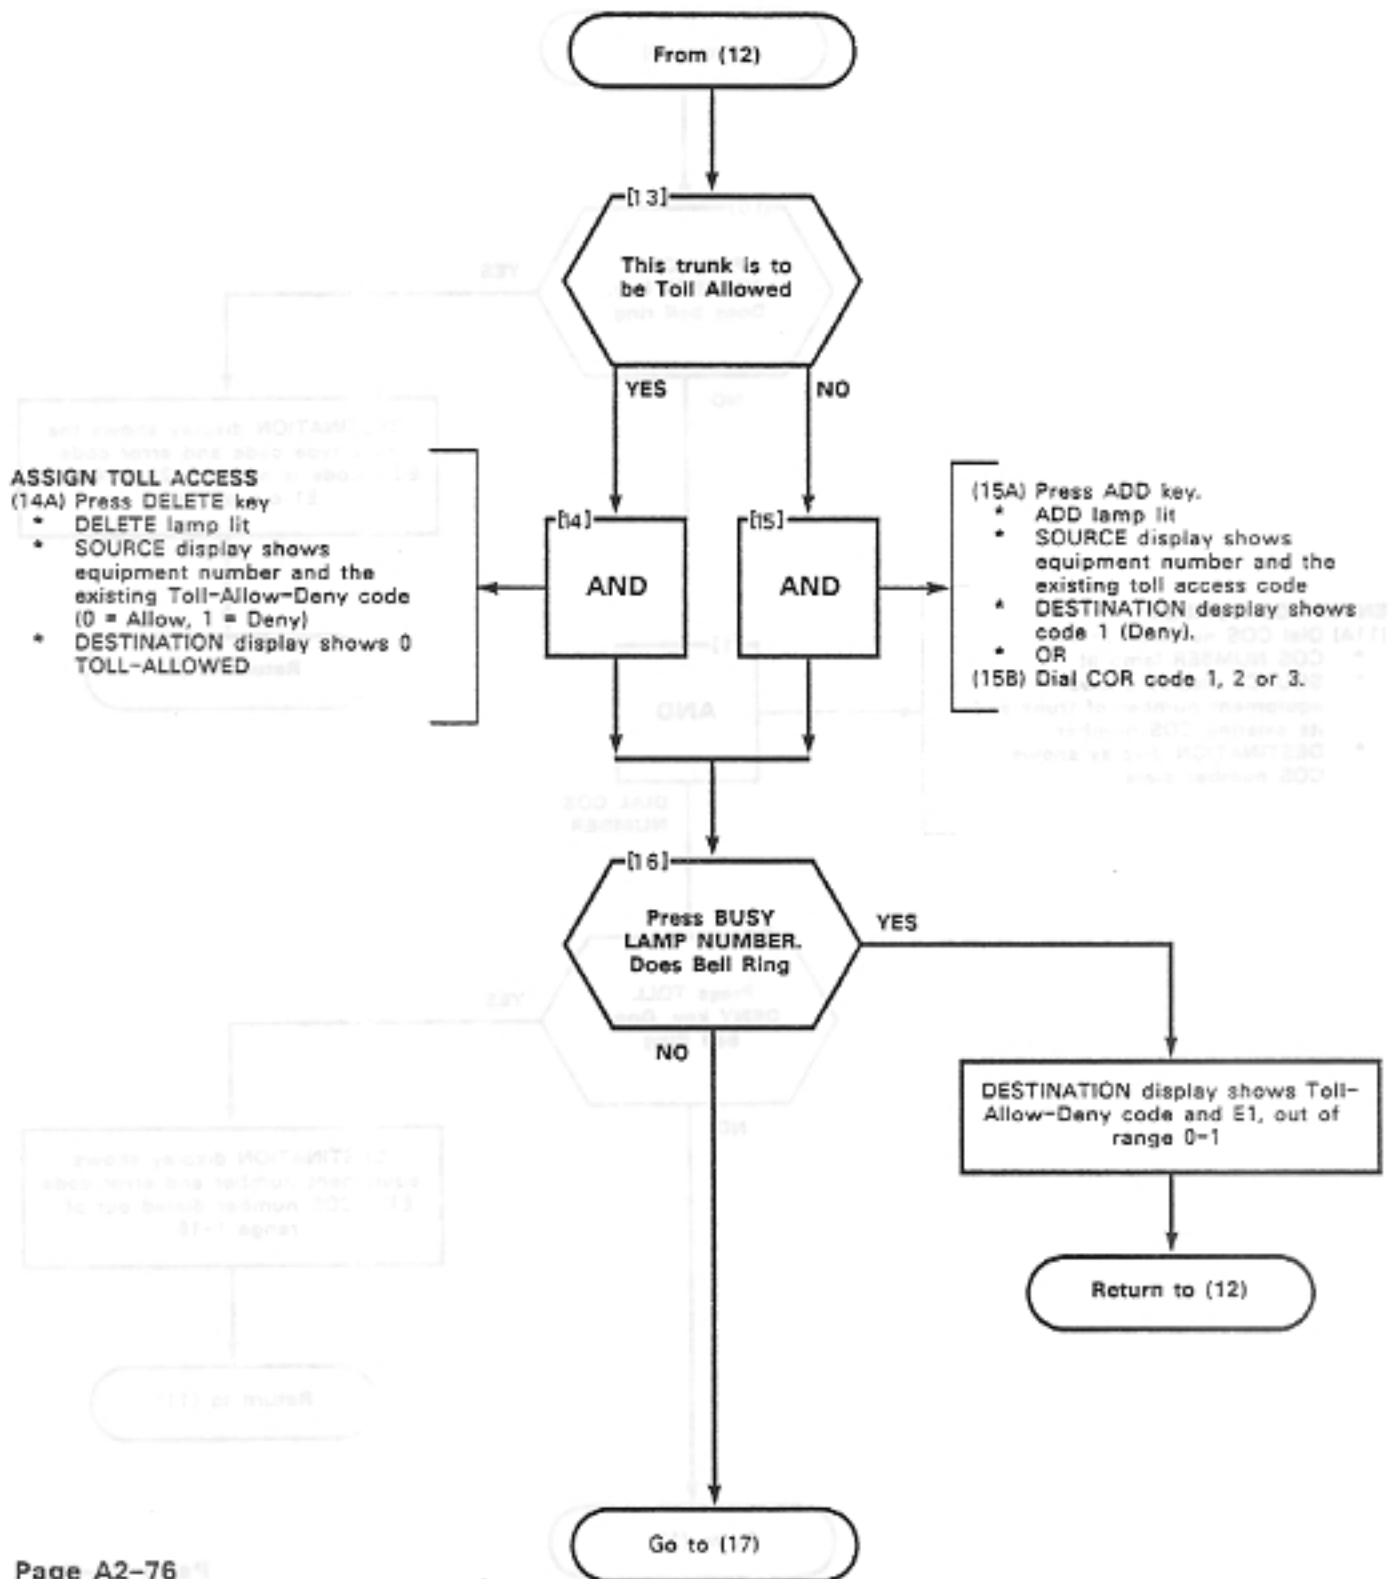 From (12)
[13]
This trunk is to
be Toll Allowed
YES
NO
ASSIGN TOLL ACCESS
(14A) Press DELETE key
* DELETE lamp lit
* SOURCE display shows
equipment number and the
existing Toll-Allow-Deny code
(0 = Allow, 1 = Deny)
* DESTINATION display shows 0
TOLL-ALLOWED
[14]
AND
[15]
AND
(15A) Press ADD key.
* ADD lamp lit
* SOURCE display shows
equipment number and the
existing toll access code
* DESTINATION desplay shows
code 1 (Deny).
* OR
(15B) Dial COR code 1, 2 or 3.
[16]
Press BUSY
LAMP NUMBER.
Does Bell Ring
YES
NO
DESTINATION display shows Toll-
Allow-Deny code and E1, out of
range 0-1
Return to (12)
Go to (17)
Page A2-76